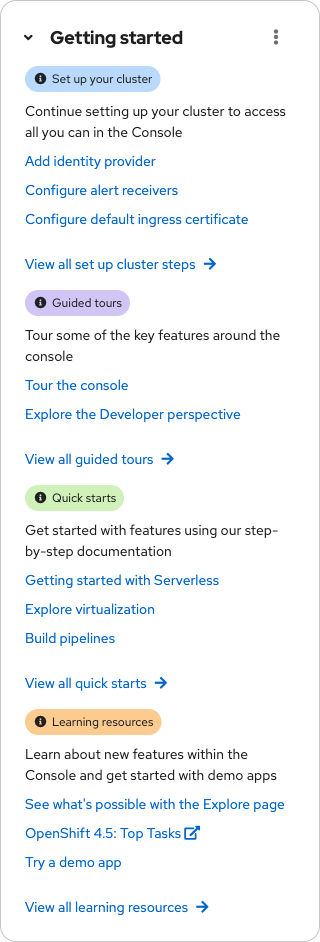 Getting started
Set up your cluster
Continue setting up your cluster to access
all you can in the Console
Add identity provider
Configure alert receivers
Configure default ingress certificate
View all set up cluster steps
Guided tours
Tour some of the key features around the
console
Tour the console
Explore the Developer perspective
View all guided tours
Quick starts
Get started with features using our step-
by-step documentation
Getting started with Serverless
Explore virtualization
Build pipelines
View all quick starts
Learning resources
Learn about new features within the
Console and get started with demo apps
See what's possible with the Explore page
OpenShift 4.5: Top Tasks
Try a demo app
View all learning resources